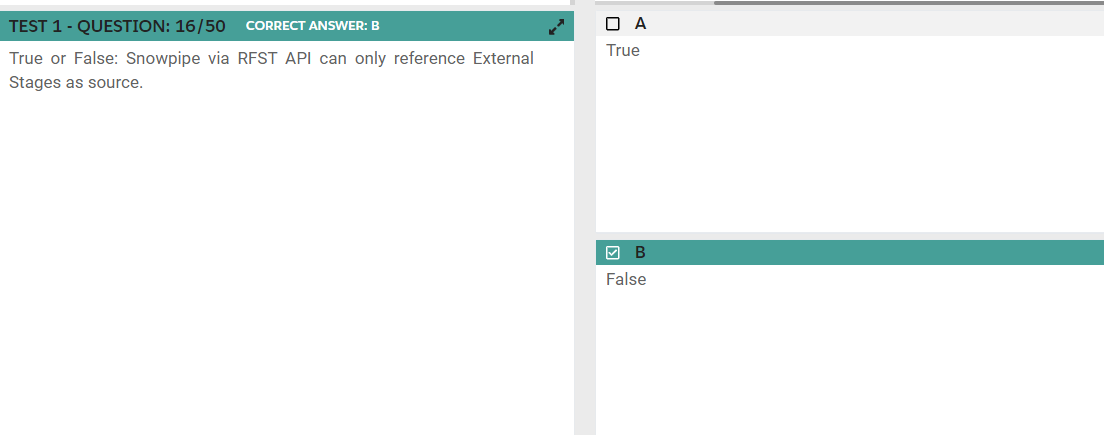 TEST 1 - QUESTION: 16/50 CORRECT ANSWER: B
True or False: Snowpipe via RFST API can only reference External
Stages as source.
A
True
B
False